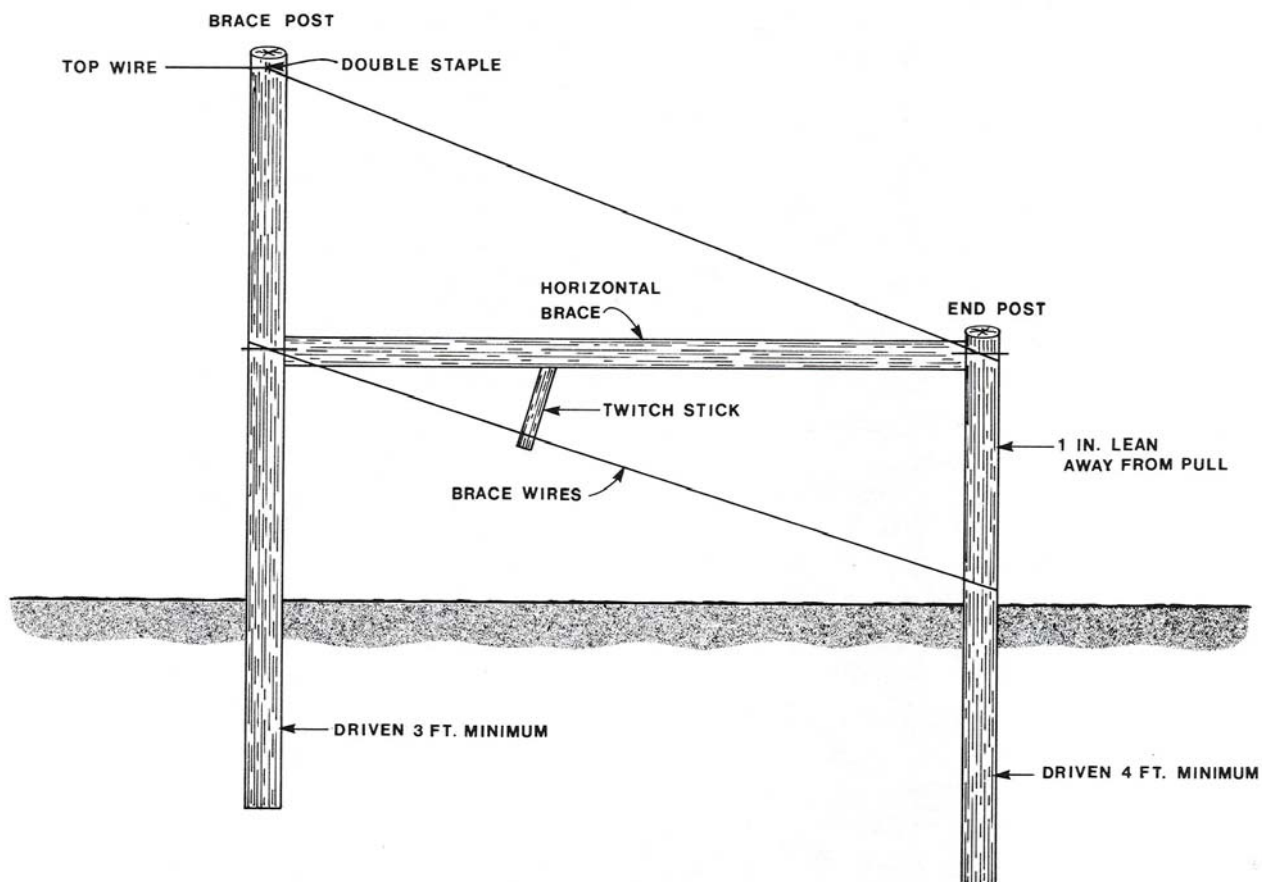 BRACE POST
TOP WIRE
DOUBLE STAPLE
HORIZONTAL
BRACE
END POST
TWITCH STICK
1 IN. LEAN
AWAY FROM PULL
BRACE WIRES
DRIVEN 3 FT. MINIMUM
DRIVEN 4 FT. MINIMUM